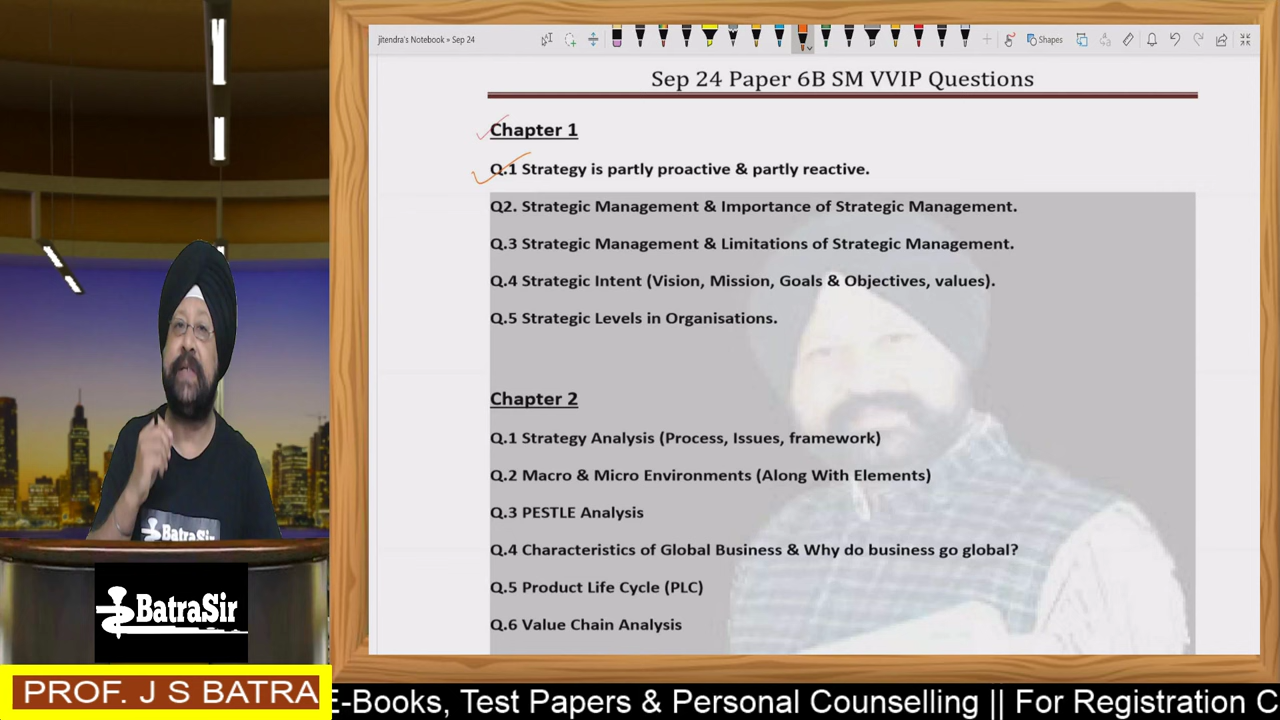 jitendra's Notebook » Sep 24
Shapes
Sep 24 Paper 6B SM VVIP Questions
Chapter 1
Q.1 Strategy is partly proactive & partly reactive.
Q2. Strategic Management & Importance of Strategic Management.
Q.3 Strategic Management & Limitations of Strategic Management.
Q.4 Strategic Intent (Vision, Mission, Goals & Objectives, values).
Q.5 Strategic Levels in Organisations.
Chapter 2
Q.1 Strategy Analysis (Process, Issues, framework)
Q.2 Macro & Micro Environments (Along With Elements)
Q.3 PESTLE Analysis
Q.4 Characteristics of Global Business & Why do business go global?
Q.5 Product Life Cycle (PLC)
Q.6 Value Chain Analysis
BatraSir
BatraSir
PROF. J S BATRA
E-Books, Test Papers & Personal Counselling || For Registration C